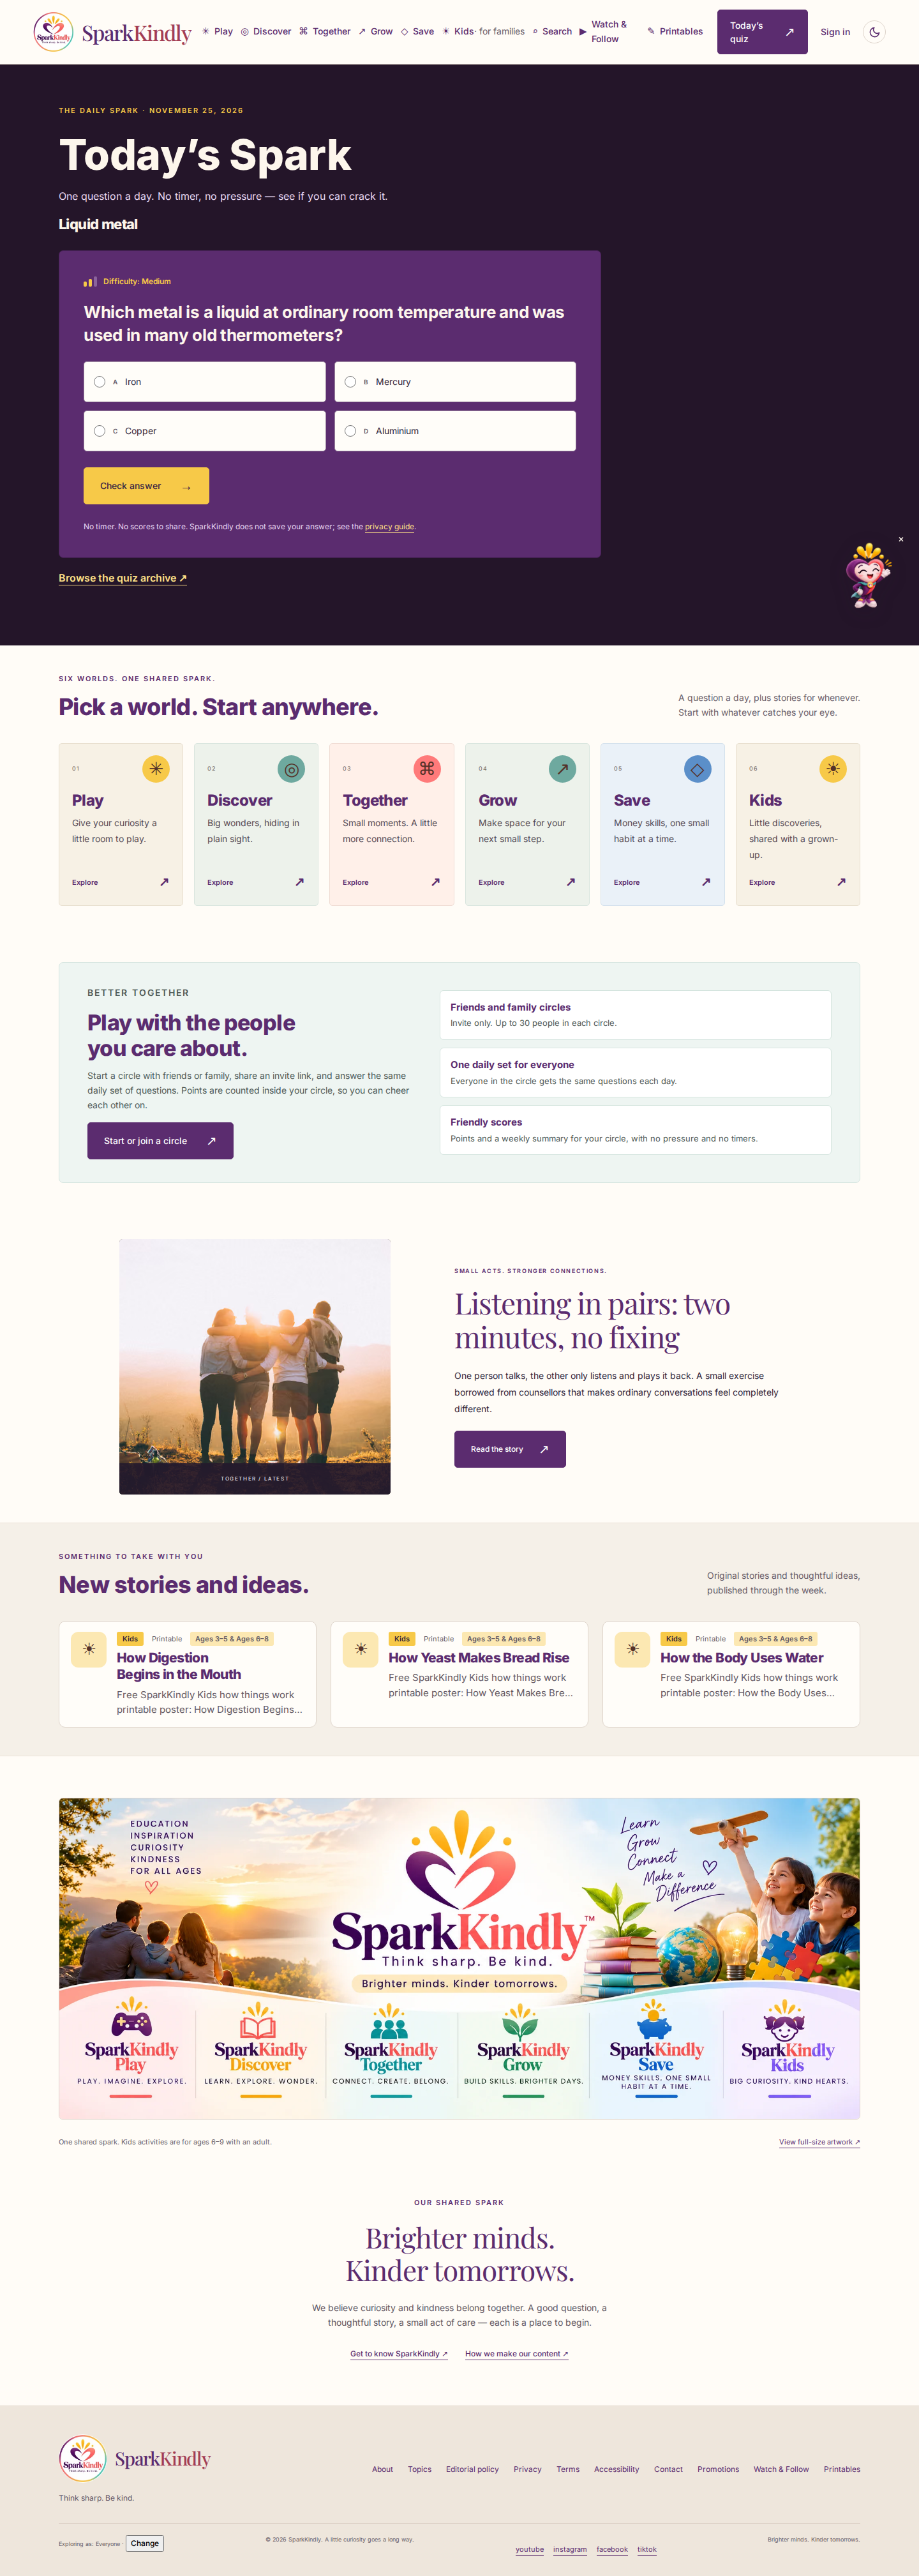 SparkKindly
Play
Discover
Together
Grow
Save
Kids · for families
Search
Watch &
Follow
Printables
Today's
quiz
Sign in
THE DAILY SPARK · NOVEMBER 25, 2026
Today’s Spark
One question a day. No timer, no pressure — see if you can crack it.
Liquid metal
Difficulty: Medium
Which metal is a liquid at ordinary room temperature and was
used in many old thermometers?
A Iron
B Mercury
C Copper
D Aluminium
Check answer →
No timer. No scores to share. SparkKindly does not save your answer; see the privacy guide.
Browse the quiz archive ↗
SIX WORLDS. ONE SHARED SPARK.
Pick a world. Start anywhere.
A question a day, plus stories for whenever.
Start with whatever catches your eye.
01
Play
Give your curiosity a
little room to play.
Explore ↗
02
Discover
Big wonders, hiding in
plain sight.
Explore ↗
03
Together
Small moments. A little
more connection.
Explore ↗
04
Grow
Make space for your
next small step.
Explore ↗
05
Save
Money skills, one small
habit at a time.
Explore ↗
06
Kids
Little discoveries,
shared with a grown-
up.
Explore ↗
BETTER TOGETHER
Play with the people
you care about.
Start a circle with friends or family, share an invite link, and answer the same
daily set of questions. Points are counted inside your circle, so you can cheer
each other on.
Start or join a circle ↗
Friends and family circles
Invite only. Up to 30 people in each circle.
One daily set for everyone
Everyone in the circle gets the same questions each day.
Friendly scores
Points and a weekly summary for your circle, with no pressure and no timers.
TOGETHER / LATEST
SMALL ACTS. STRONGER CONNECTIONS.
Listening in pairs: two
minutes, no fixing
One person talks, the other only listens and plays it back. A small exercise
borrowed from counsellors that makes ordinary conversations feel completely
different.
Read the story ↗
SOMETHING TO TAKE WITH YOU
New stories and ideas.
Original stories and thoughtful ideas,
published through the week.
Kids Printable Ages 3–5 & Ages 6–8
How Digestion
Begins in the Mouth
Free SparkKindly Kids how things work
printable poster: How Digestion Begins...
Kids Printable Ages 3–5 & Ages 6–8
How Yeast Makes Bread Rise
Free SparkKindly Kids how things work
printable poster: How Yeast Makes Bre...
Kids Printable Ages 3–5 & Ages 6–8
How the Body Uses Water
Free SparkKindly Kids how things work
printable poster: How the Body Uses...
EDUCATION
INSPIRATION
CURIOSITY
KINDNESS
FOR ALL AGES
SparkKindly™
Think sharp. Be kind.
Brighter minds. Kinder tomorrows.
Learn
Grow
Connect
Make a
Difference
SparkKindly
Play
PLAY. IMAGINE. EXPLORE.
SparkKindly
Discover
LEARN. EXPLORE. WONDER.
SparkKindly
Together
CONNECT. CREATE. BELONG.
SparkKindly
Grow
BUILD SKILLS. BRIGHTER DAYS.
SparkKindly
Save
MONEY SKILLS, ONE SMALL
HABIT AT A TIME.
SparkKindly
Kids
BIG CURIOSITY. KIND HEARTS.
One shared spark. Kids activities are for ages 6–9 with an adult.
View full-size artwork ↗
OUR SHARED SPARK
Brighter minds.
Kinder tomorrows.
We believe curiosity and kindness belong together. A good question, a
thoughtful story, a small act of care — each is a place to begin.
Get to know SparkKindly ↗
How we make our content ↗
SparkKindly
Think sharp. Be kind.
About
Topics
Editorial policy
Privacy
Terms
Accessibility
Contact
Promotions
Watch & Follow
Printables
Exploring as: Everyone · Change
© 2026 SparkKindly. A little curiosity goes a long way.
youtube
instagram
facebook
tiktok
Brighter minds. Kinder tomorrows.